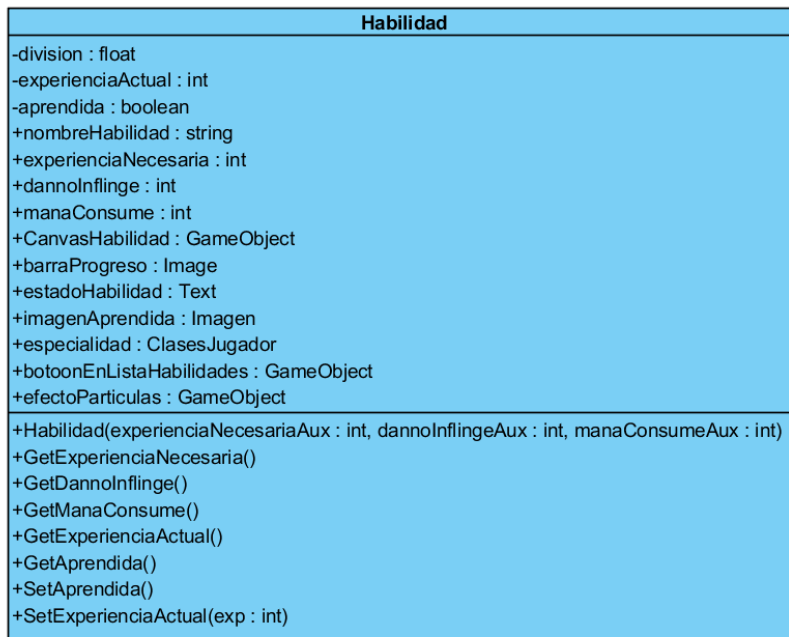 Habilidad
-division : float
-experienciaActual : int
-aprendida : boolean
+nombreHabilidad : string
+experienciaNecesaria : int
+dannoInflinge : int
+manaConsume : int
+CanvasHabilidad : GameObject
+barraProgreso : Image
+estadoHabilidad : Text
+imagenAprendida : Imagen
+especialidad : ClasesJugador
+botoonEnListaHabilidades : GameObject
+efectoParticulas : GameObject
+Habilidad(experienciaNecesariaAux : int, dannoInflingeAux : int, manaConsumeAux : int)
+GetExperienciaNecesaria()
+GetDannoInflinge()
+GetManaConsume()
+GetExperienciaActual()
+GetAprendida()
+SetAprendida()
+SetExperienciaActual(exp : int)